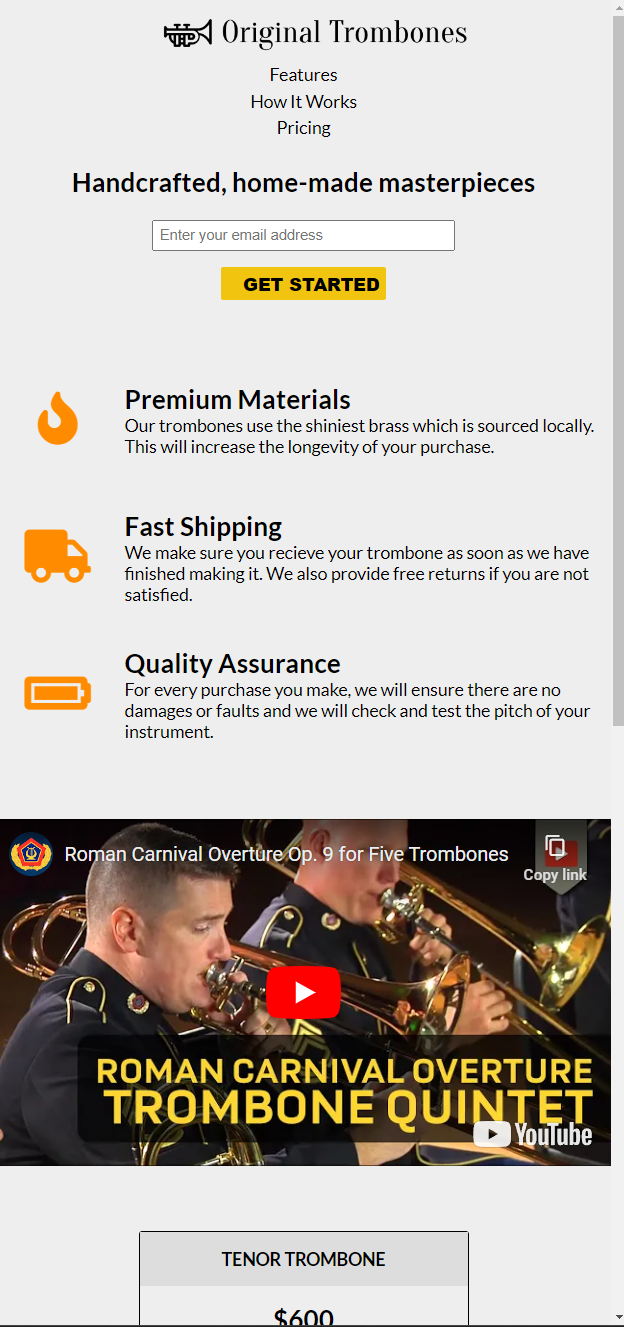 Original Trombones
Features
How It Works
Pricing
Handcrafted, home-made masterpieces
Enter your email address
GET STARTED
Premium Materials
Our trombones use the shiniest brass which is sourced locally.
This will increase the longevity of your purchase.
Fast Shipping
We make sure you recieve your trombone as soon as we have
finished making it. We also provide free returns if you are not
satisfied.
Quality Assurance
For every purchase you make, we will ensure there are no
damages or faults and we will check and test the pitch of your
instrument.
Roman Carnival Overture Op. 9 for Five Trombones
Copy link
ROMAN CARNIVAL OVERTURE
TROMBONE QUINTET
YouTube
TENOR TROMBONE
$600